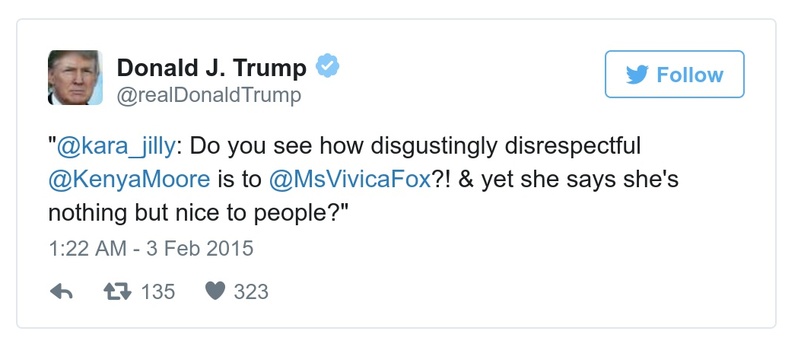 Donald J. Trump
@realDonaldTrump
Follow
"@kara_jilly: Do you see how disgustingly disrespectful
@KenyaMoore is to @MsVivicaFox?! & yet she says she's
nothing but nice to people?"
1:22 AM - 3 Feb 2015
135 323